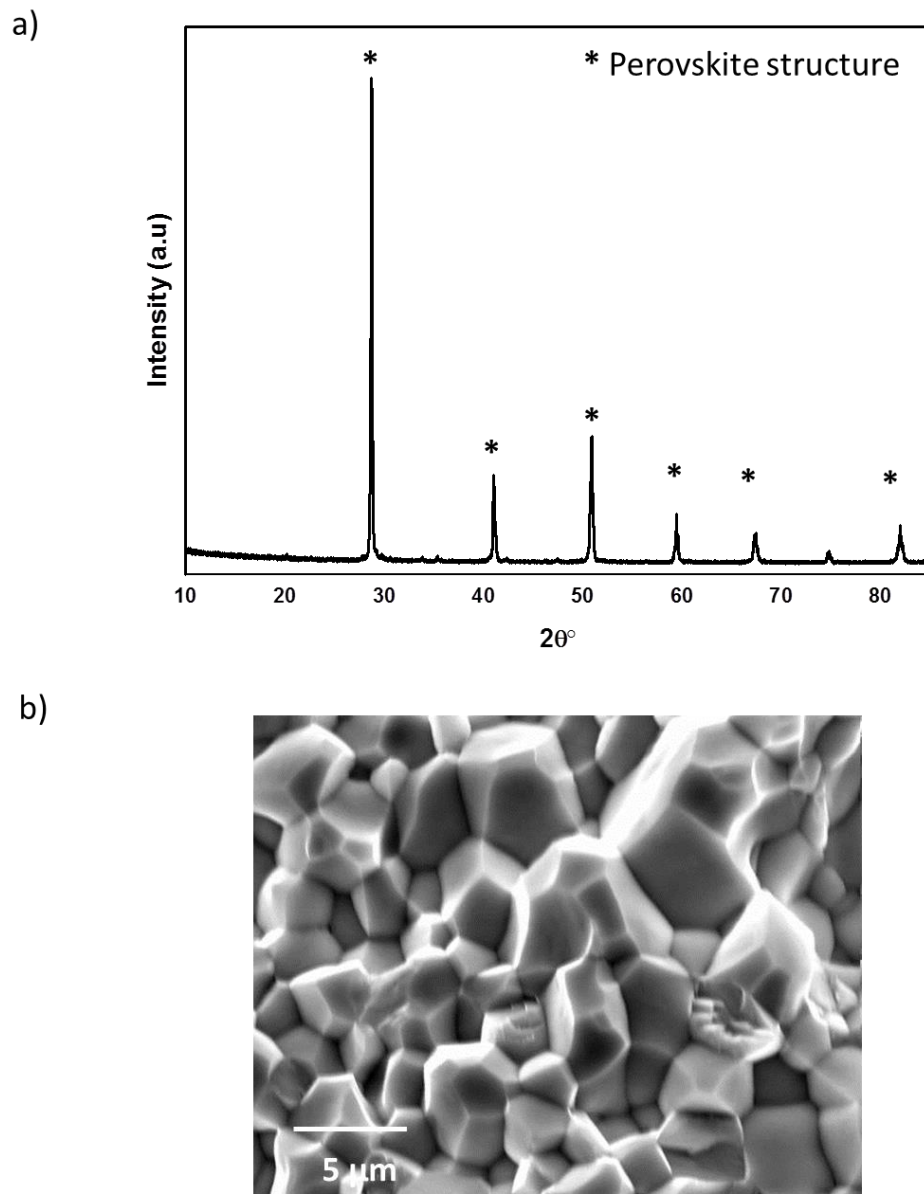 a)
* * Perovskite structure
Intensity (a.u)
*
*
*
*
*
10 20 30 40 50 60 70 80
2θ°
b)
5 µm